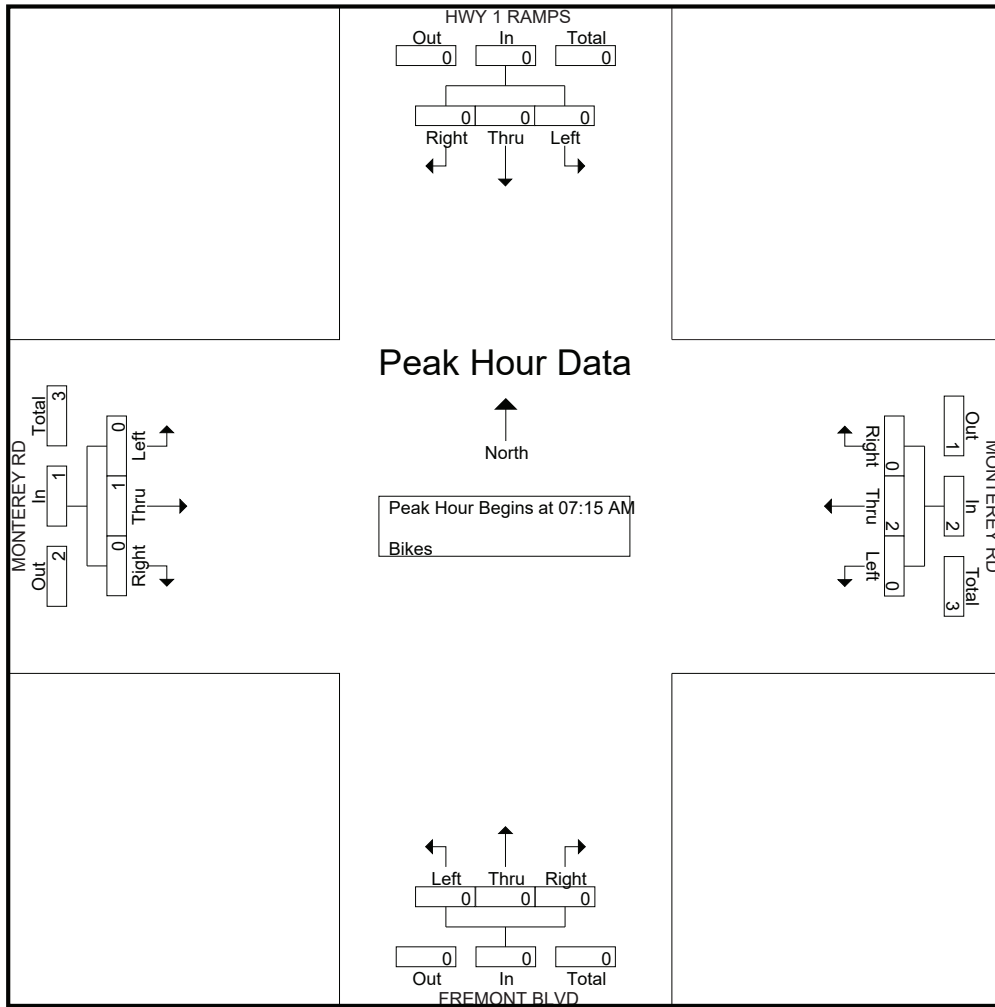 HWY 1 RAMPS
Out In Total
0 0 0
0 0 0
Right Thru Left
Peak Hour Data
North
Peak Hour Begins at 07:15 AM
Bikes
MONTEREY RD
Out In Total
2 1 3
0 1 0
Right Thru Left
MONTEREY RD
Out In Total
1 2 3
Right Thru Left
0 2 0
Left Thru Right
0 0 0
0 0 0
Out In Total
FREMONT BLVD